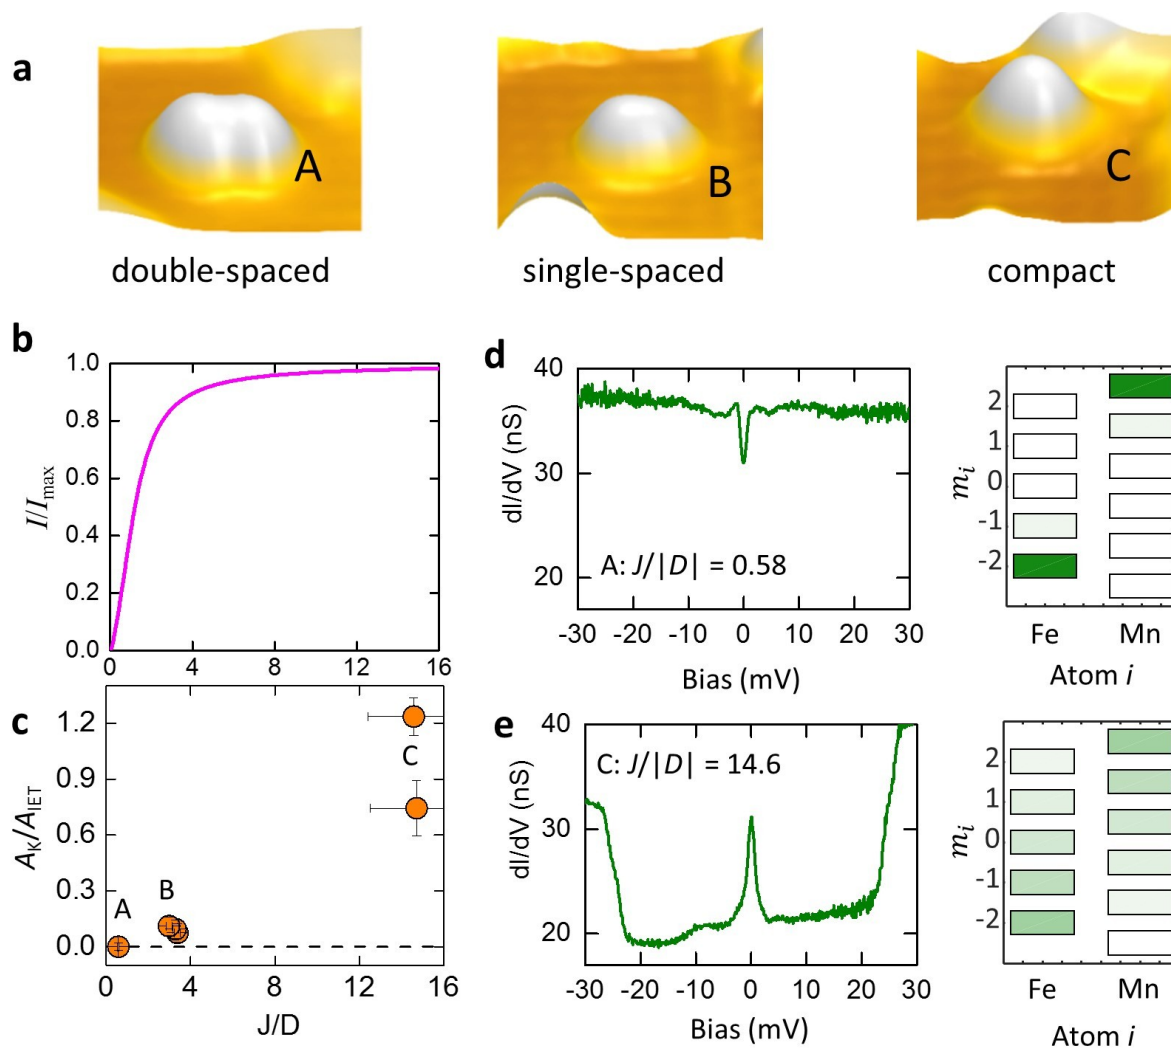 a
A
B
C
double-spaced
single-spaced
compact
b
I/Imax
1.0
0.8
0.6
0.4
0.2
0.0
0 4 8 12 16
c
AK/AIET
1.2
0.9
0.6
0.3
0.0
A
B
C
0 4 8 12 16
J/D
d
dI/dV (nS)
40
30
20
A: J/|D| = 0.58
-30 -20 -10 0 10 20 30
Bias (mV)
mi
2
1
0
-1
-2
Fe Mn
Atom i
e
dI/dV (nS)
40
30
20
C: J/|D| = 14.6
-30 -20 -10 0 10 20 30
Bias (mV)
mi
2
1
0
-1
-2
Fe Mn
Atom i